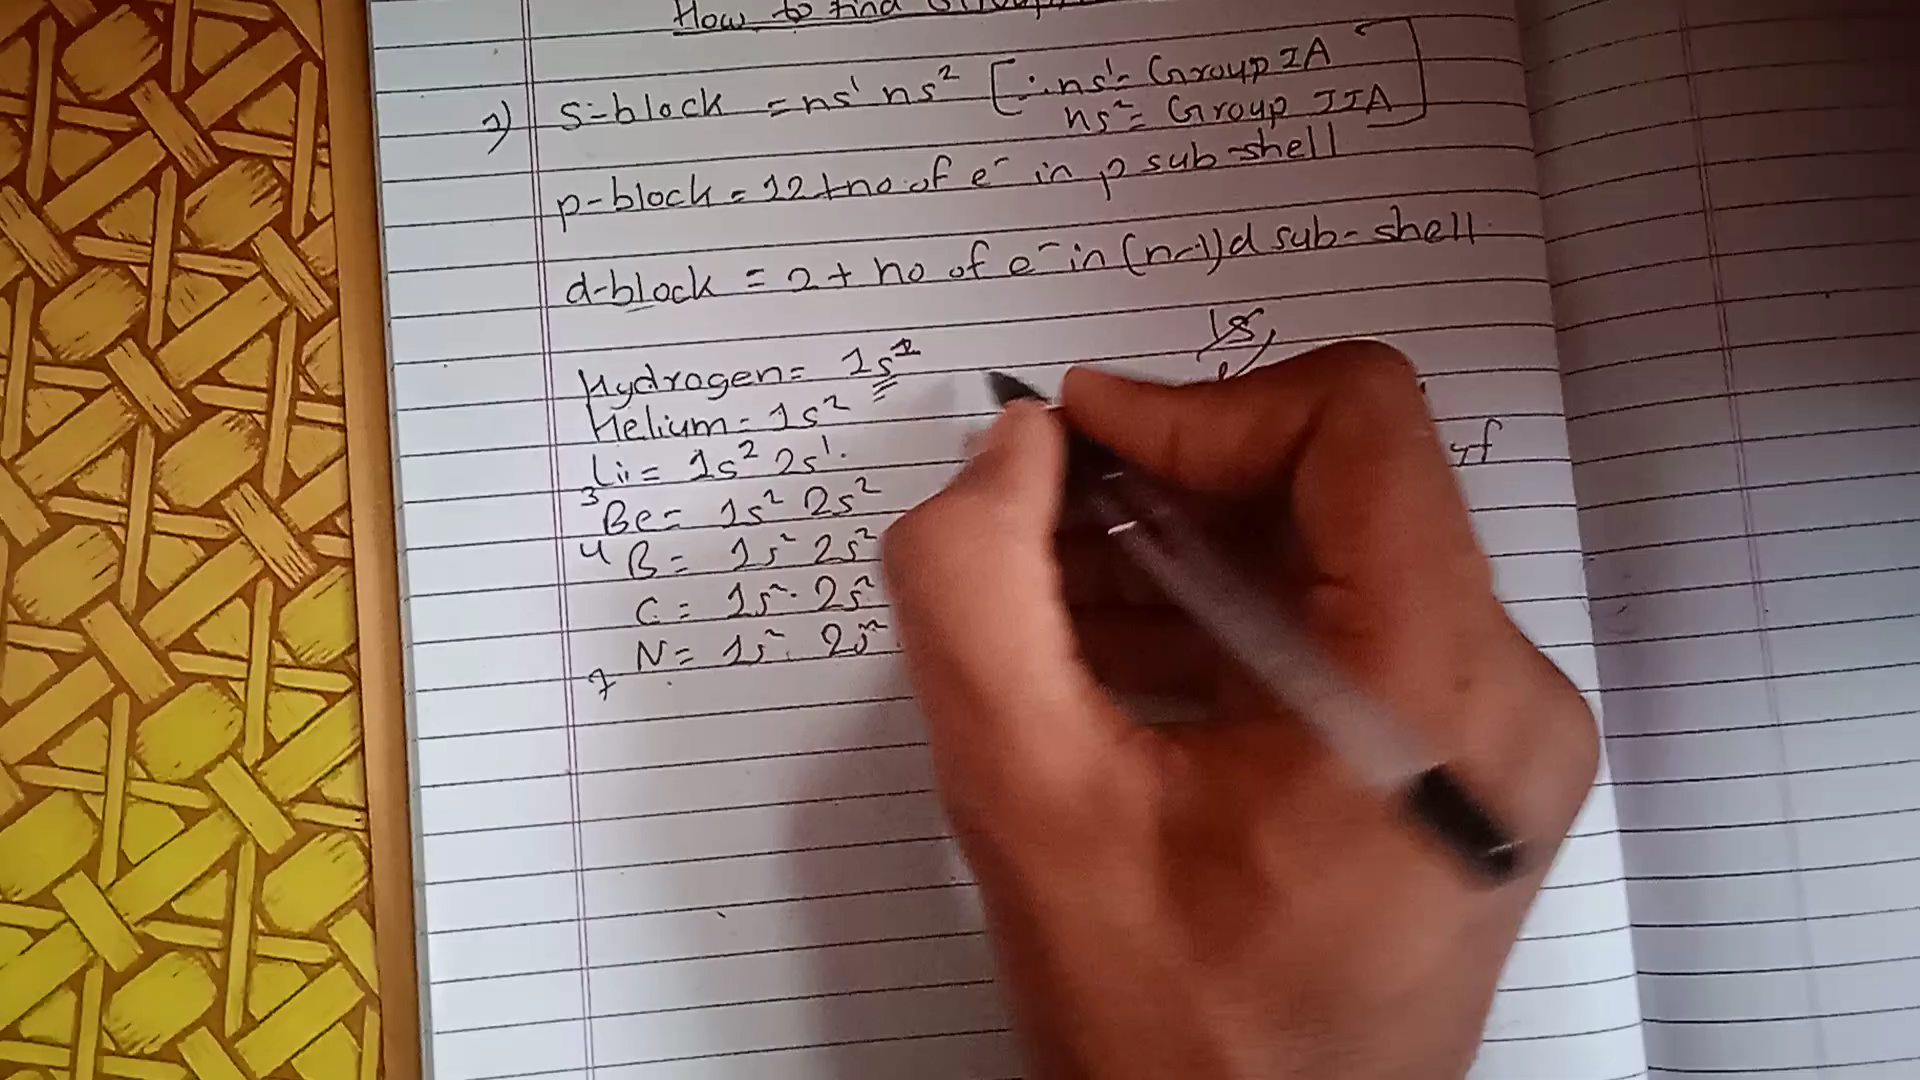 How to find Group
1) s-block = ns¹ ns² [∴ ns¹= Group IA
ns²= Group IIA]
p-block = 12+no.of e⁻ in p sub-shell
d-block = 2+ no of e⁻ in (n-1)d sub-shell
Hydrogen= 1s¹
Helium= 1s²
Li = 1s² 2s¹
3 Be= 1s² 2s²
4 B= 1s² 2s²
C = 1s² 2s²
7 N= 1s² 2s²